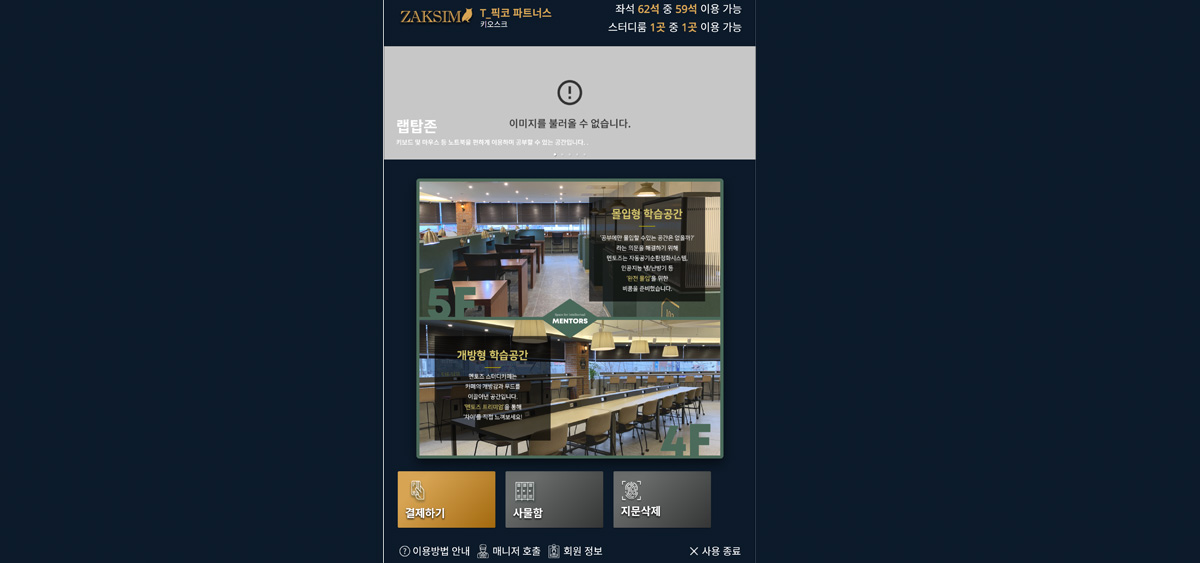 ZAKSIM
T_픽코 파트너스
키오스크
좌석 62석 중 59석 이용 가능
스터디룸 1곳 중 1곳 이용 가능
이미지를 불러올 수 없습니다.
랩탑존
키보드 및 마우스 등 노트북을 편하게 이용하며 공부할 수 있는 공간입니다. .
몰입형 학습공간
'공부에만 몰입할 수있는 공간은 없을까?'
라는 의문을 해결하기 위해
멘토즈는 자동공기순환정화시스템,
인공지능 냉/난방기 등
'완전 몰입'을 위한
비품을 준비했습니다.
5F
MENTORS
개방형 학습공간
멘토즈 스터디카페는
카페의 개방감과 무드를
이끌어낸 공간입니다.
'멘토즈 프리미엄'을 통해
'차이'를 직접 느껴보세요!
4F
결제하기
사물함
지문삭제
이용방법 안내
매니저 호출
회원 정보
사용 종료